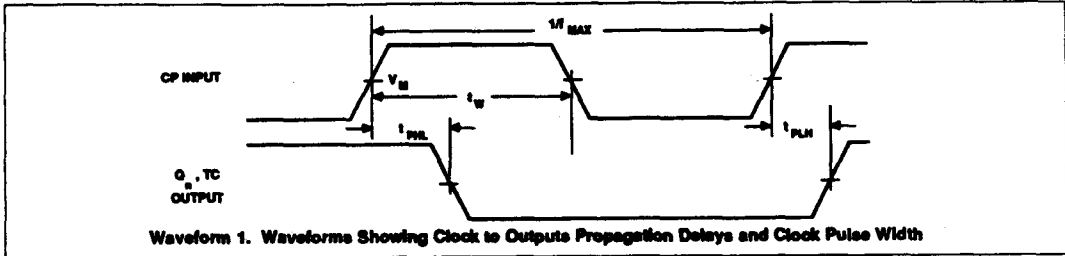 1/f MAX
CP INPUT
V M
t W
t PHL
t PLH
Q n , TC
OUTPUT
Waveform 1. Waveforms Showing Clock to Outputs Propagation Delays and Clock Pulse Width